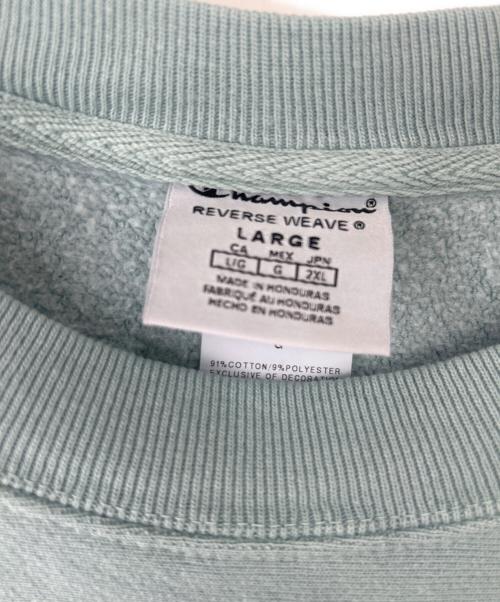 Champion®
REVERSE WEAVE®
LARGE
CA MEX JPN
L/G G 2XL
MADE IN HONDURAS
FABRIQUÉ AU HONDURAS
HECHO EN HONDURAS
G
91%COTTON/9%POLYESTER
EXCLUSIVE OF DECORATION